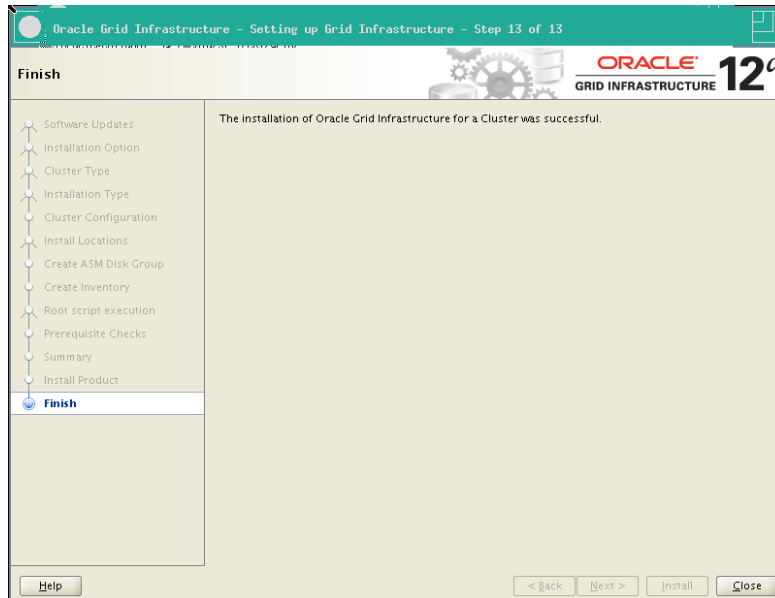 Oracle Grid Infrastructure - Setting up Grid Infrastructure - Step 13 of 13
Finish
ORACLE
GRID INFRASTRUCTURE
12c
Software Updates
Installation Option
Cluster Type
Installation Type
Cluster Configuration
Install Locations
Create ASM Disk Group
Create Inventory
Root script execution
Prerequisite Checks
Summary
Install Product
Finish
The installation of Oracle Grid Infrastructure for a Cluster was successful.
Help
< Back
Next >
Install
Close